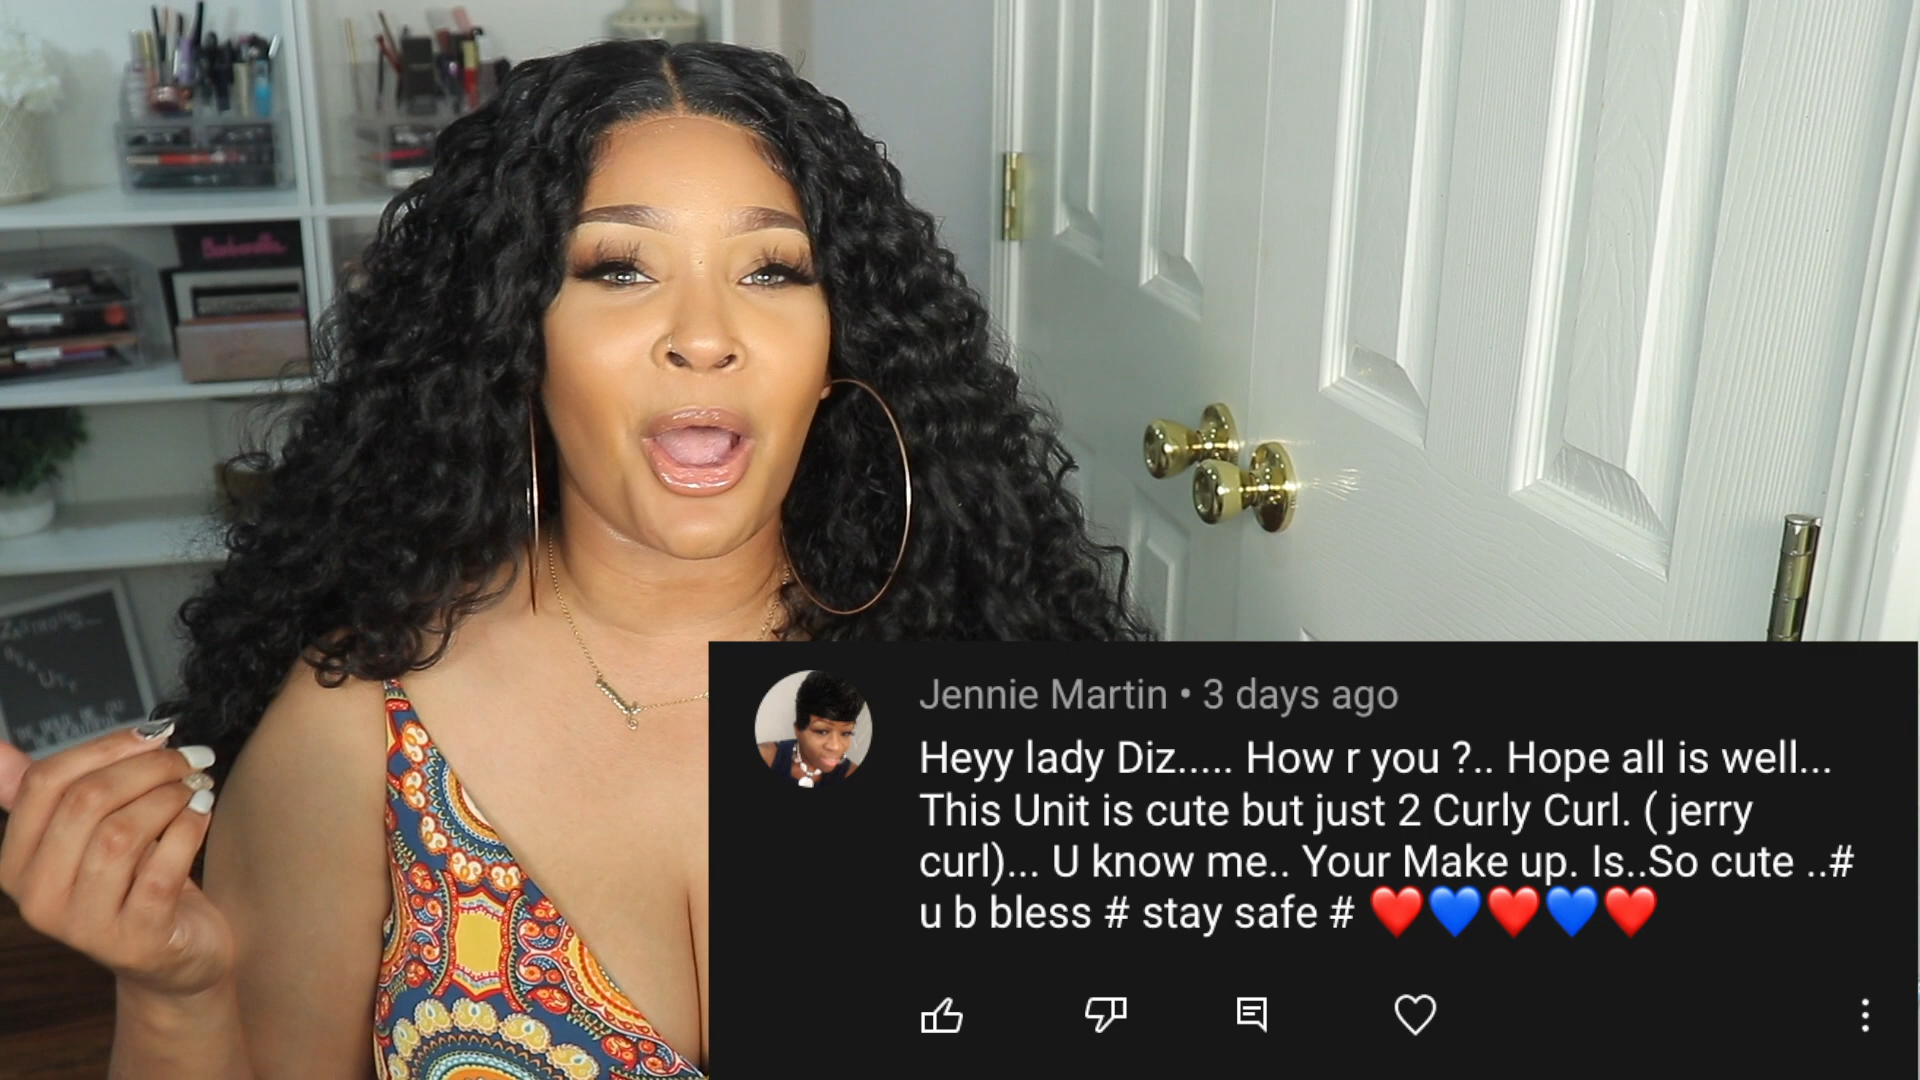 Jennie Martin • 3 days ago
Heyy lady Diz..... How r you ?.. Hope all is well...
This Unit is cute but just 2 Curly Curl. ( jerry
curl)... U know me.. Your Make up. Is..So cute ..#
u b bless # stay safe # ❤️💙❤️💙❤️